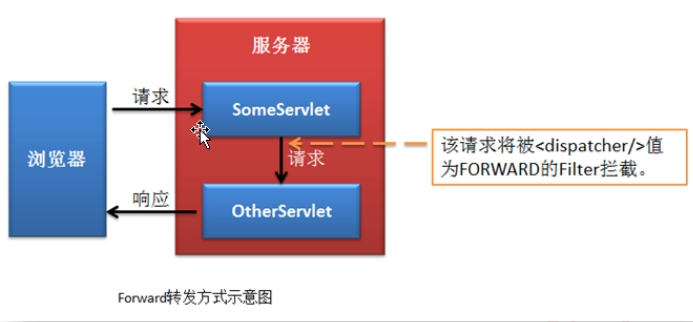 服务器
请求
SomeServlet
浏览器
请求
该请求将被<dispatcher/>值
为FORWARD的Filter拦截。
响应
OtherServlet
Forward转发方式示意图